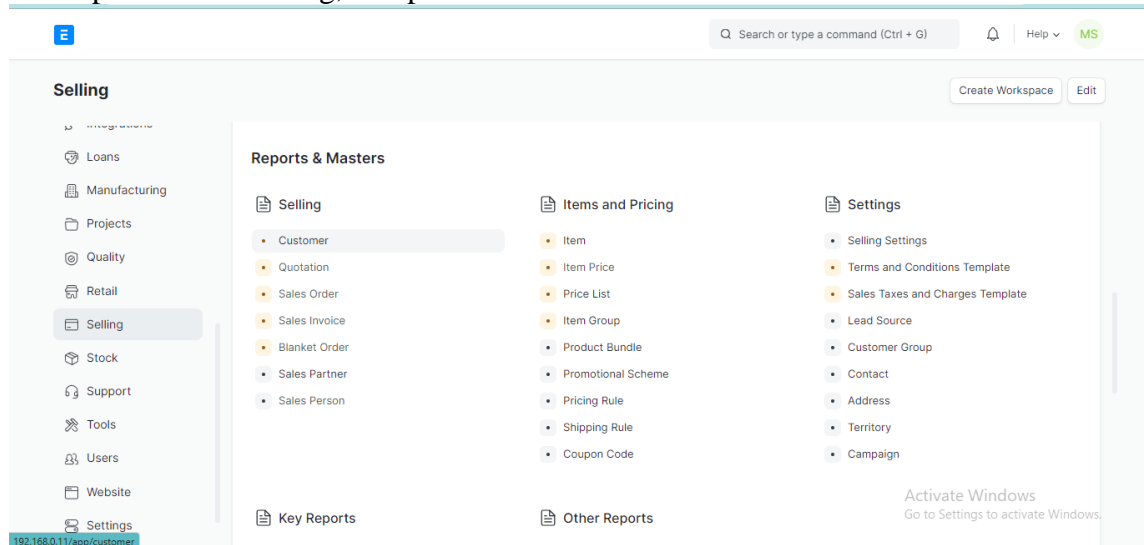 E
Search or type a command (Ctrl + G)
Help
MS
Selling
Create Workspace
Edit
Integrations
Loans
Manufacturing
Projects
Quality
Retail
Selling
Stock
Support
Tools
Users
Website
Settings
Reports & Masters
Selling
Customer
Quotation
Sales Order
Sales Invoice
Blanket Order
Sales Partner
Sales Person
Items and Pricing
Item
Item Price
Price List
Item Group
Product Bundle
Promotional Scheme
Pricing Rule
Shipping Rule
Coupon Code
Settings
Selling Settings
Terms and Conditions Template
Sales Taxes and Charges Template
Lead Source
Customer Group
Contact
Address
Territory
Campaign
Key Reports
Other Reports
Activate Windows
Go to Settings to activate Windows.
192.168.0.11/app/customer